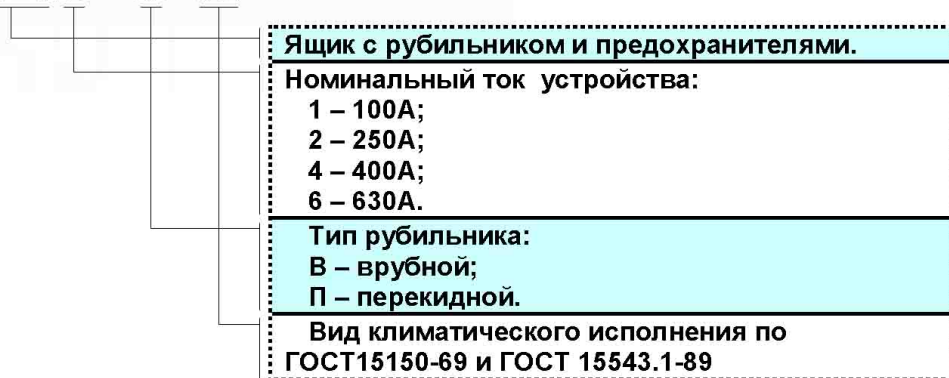 Ящик с рубильником и предохранителями.
Номинальный ток устройства:
1 – 100А;
2 – 250А;
4 – 400А;
6 – 630А.
Тип рубильника:
В – врубной;
П – перекидной.
Вид климатического исполнения по
ГОСТ15150-69 и ГОСТ 15543.1-89